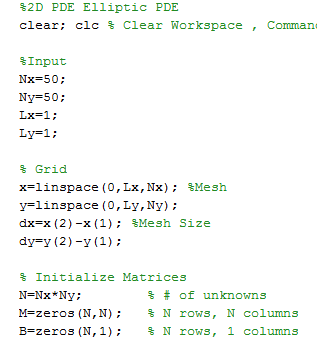 %2D PDE Elliptic PDE
clear; clc % Clear Workspace , Comman
%Input
Nx=50;
Ny=50;
Lx=1;
Ly=1;
% Grid
x=linspace(0,Lx,Nx); %Mesh
y=linspace(0,Ly,Ny);
dx=x(2)-x(1); %Mesh Size
dy=y(2)-y(1);
% Initialize Matrices
N=Nx*Ny; % # of unknowns
M=zeros(N,N); % N rows, N columns
B=zeros(N,1); % N rows, 1 columns